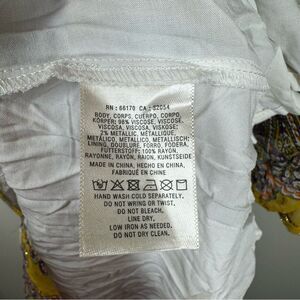 RN: 66170 CA: 32054
BODY, CORPS, CUERPO, CORPO,
KÖRPER: 98% VISCOSE, VISCOSE,
VISCOSA, VISCOSA, VISKOSE;
2% METALLIC, MÉTALLIQUE,
METÁLICO, METALLICO, METALLISCH;
LINING, DOUBLURE, FORRO, FODERA,
FUTTERSTOFF: 100% RAYON,
RAYONNE, RAYÓN, RAION, KUNSTSEIDE
MADE IN CHINA, HECHO EN CHINA,
FABRIQUÉ EN CHINE
HAND WASH COLD SEPARATELY,
DO NOT WRING OR TWIST,
DO NOT BLEACH,
LINE DRY,
LOW IRON AS NEEDED,
DO NOT DRY CLEAN.